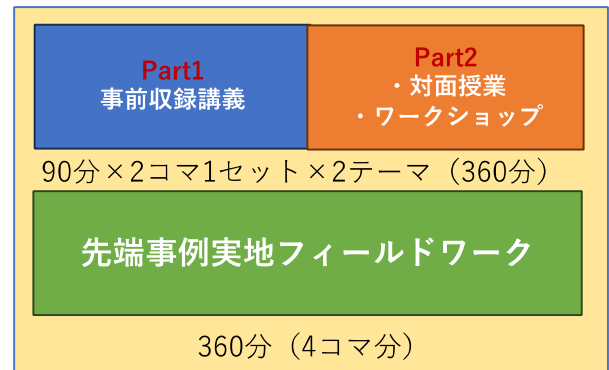 Part1
事前収録講義
Part2
・対面授業
・ワークショップ
90分×2コマ1セット×2テーマ（360分）
先端事例実地フィールドワーク
360分（4コマ分）